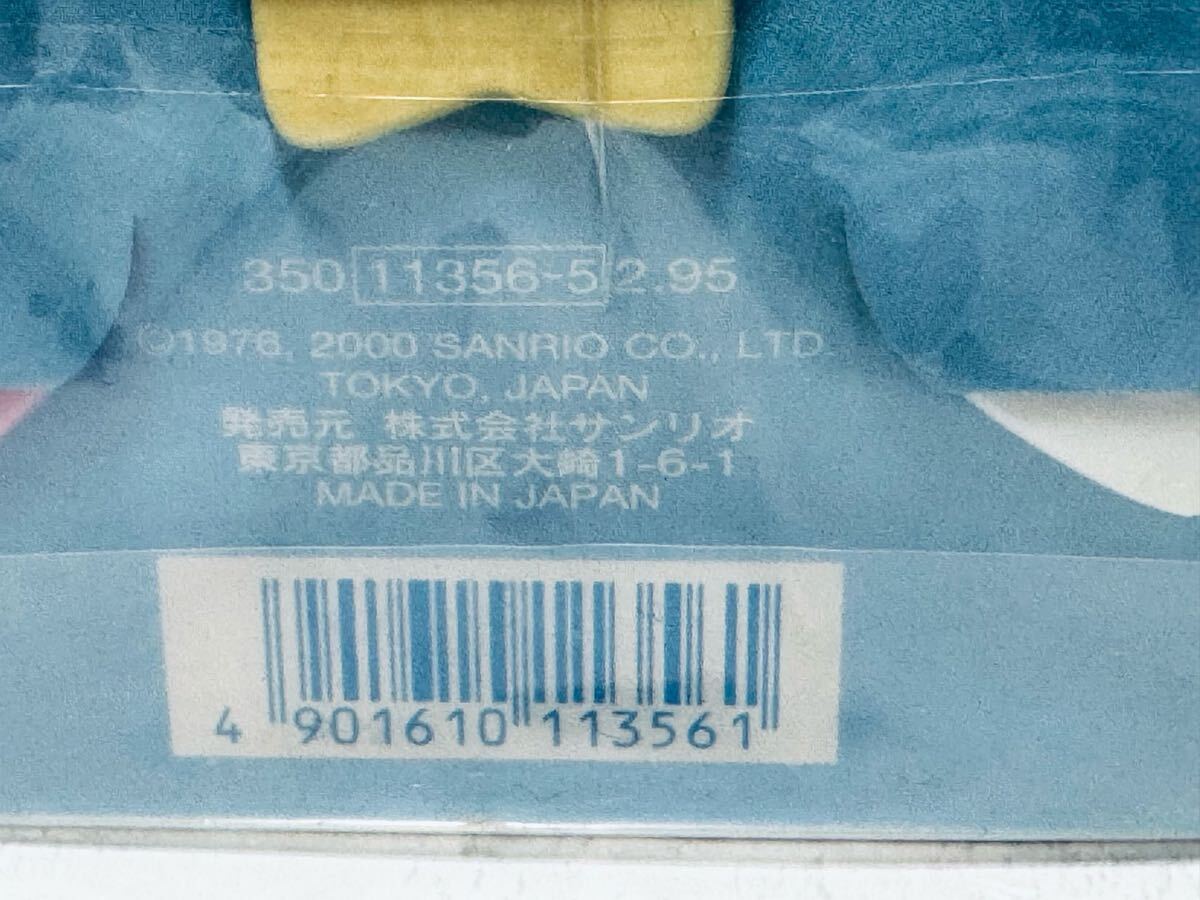 350 11356-5 2.95
©1976, 2000 SANRIO CO., LTD.
TOKYO, JAPAN
発売元 株式会社サンリオ
東京都品川区大崎1-6-1
MADE IN JAPAN
4 901610 113561